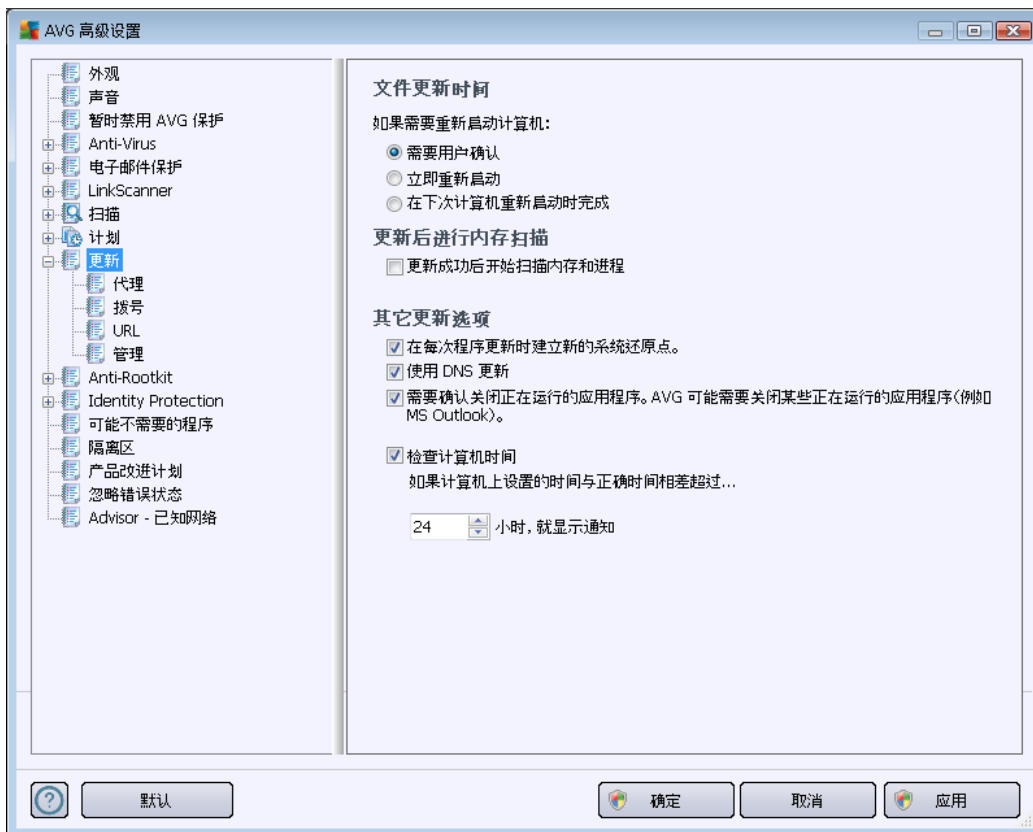 AVG 高级设置
外观
声音
暂时禁用 AVG 保护
Anti-Virus
电子邮件保护
LinkScanner
扫描
计划
更新
代理
拨号
URL
管理
Anti-Rootkit
Identity Protection
可能不需要的程序
隔离区
产品改进计划
忽略错误状态
Advisor - 已知网络
文件更新时间
如果需要重新启动计算机:
需要用户确认
立即重新启动
在下次计算机重新启动时完成
更新后进行内存扫描
更新成功后开始扫描内存和进程
其它更新选项
在每次程序更新时建立新的系统还原点。
使用 DNS 更新
需要确认关闭正在运行的应用程序。AVG 可能需要关闭某些正在运行的应用程序(例如
MS Outlook)。
检查计算机时间
如果计算机上设置的时间与正确时间相差超过...
24 小时, 就显示通知
默认
确定
取消
应用